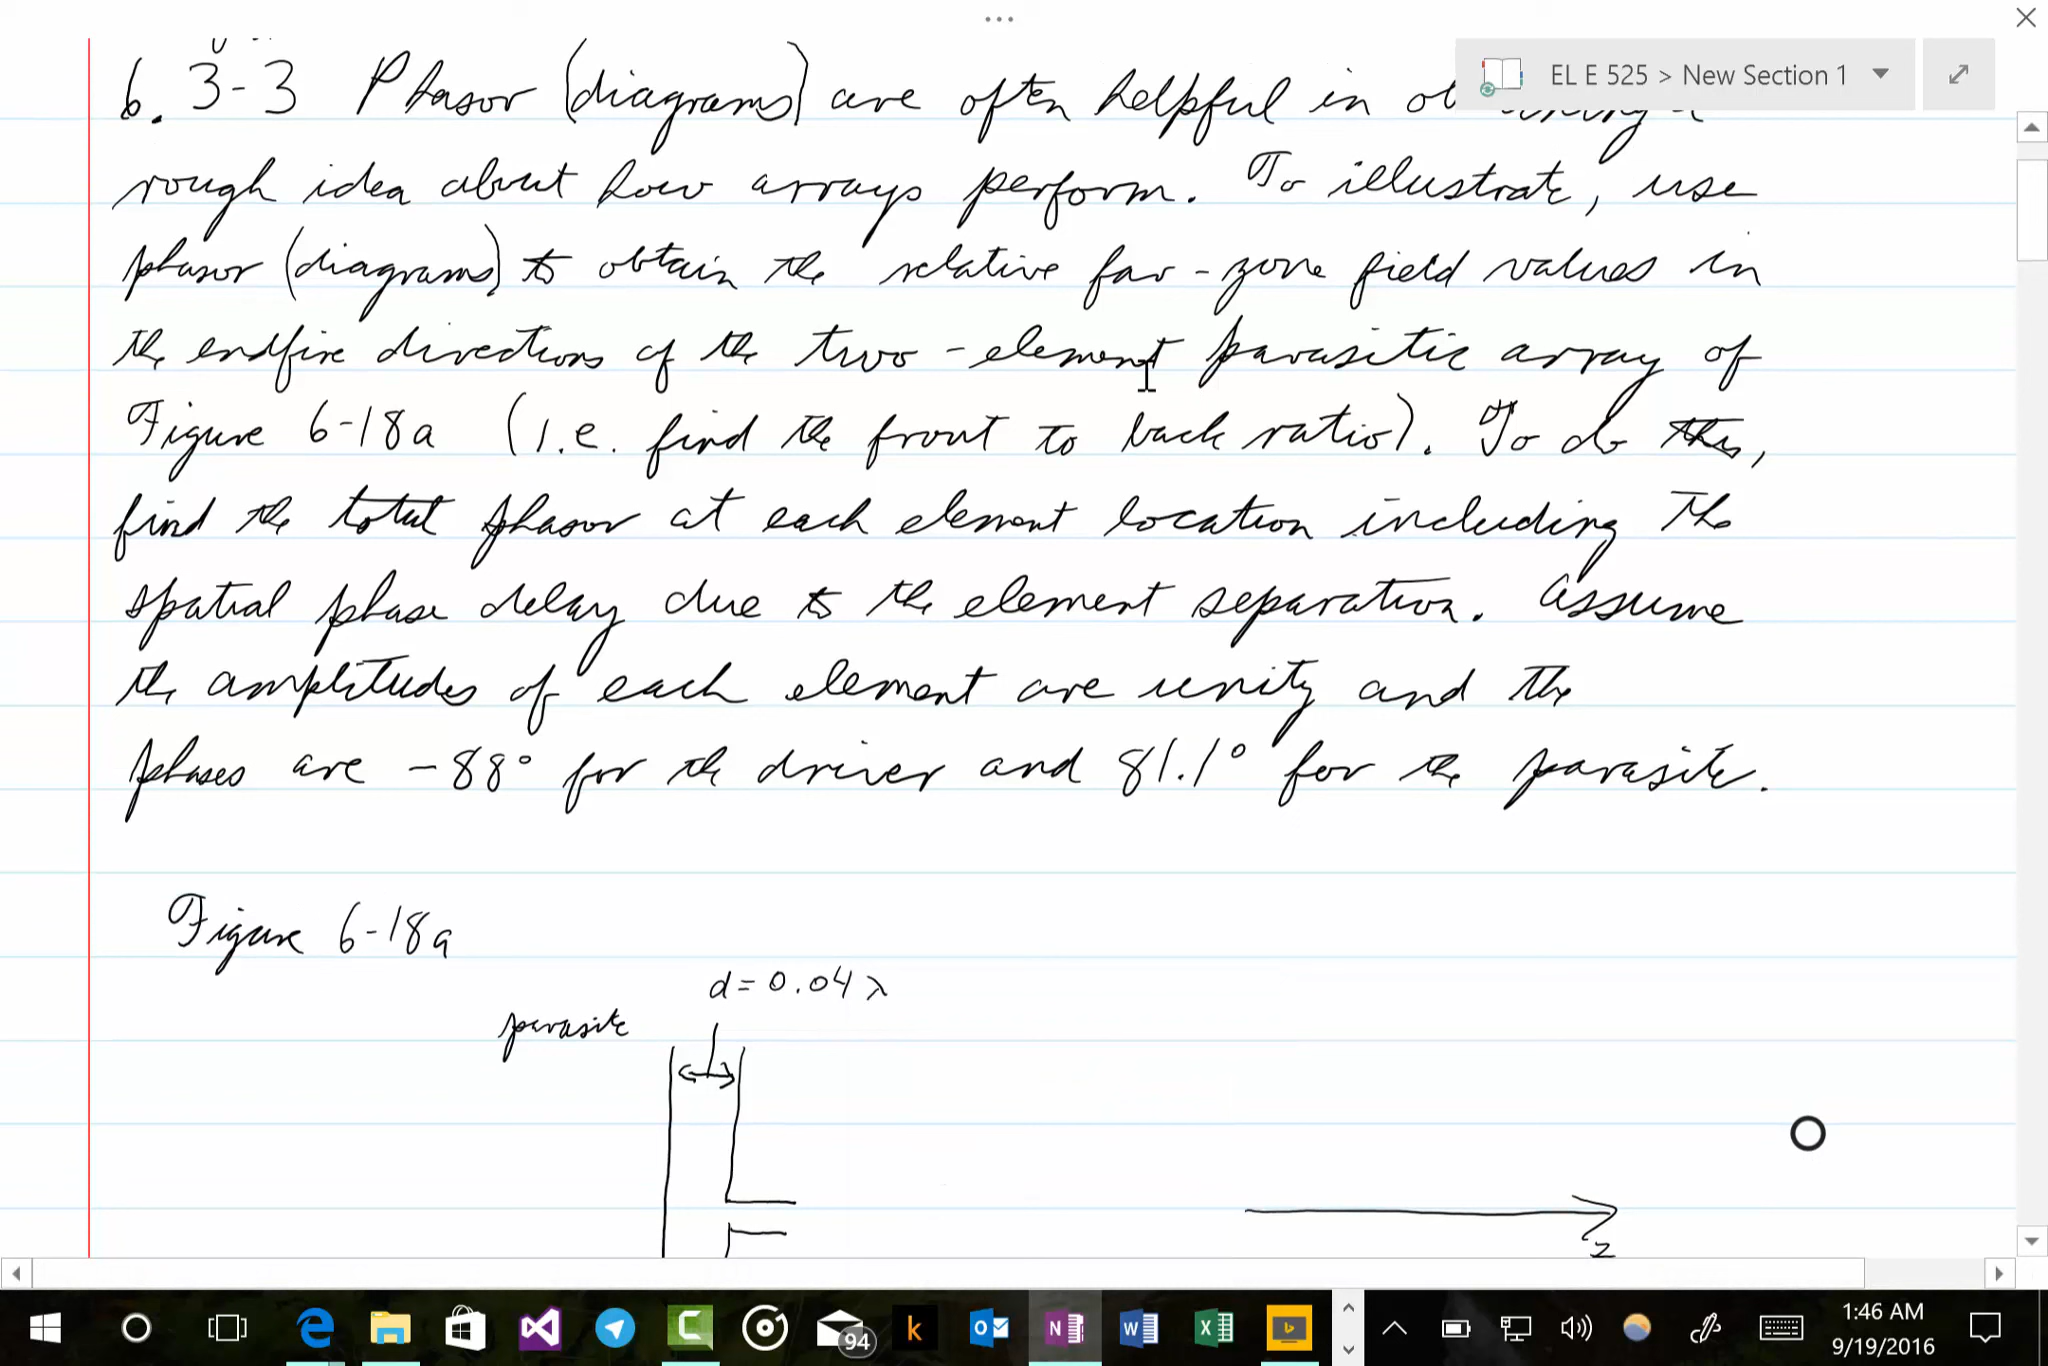 EL E 525 > New Section 1
6.3-3 Phasor (diagrams) are often helpful in
rough idea about how arrays perform. To illustrate, use
phasor (diagrams) to obtain the relative far-zone field values in
the endfire directions of the two-element parasitic array of
Figure 6-18a (i.e. find the front to back ratio). To do this,
find the total phasor at each element location including the
spatial phase delay due to the element separation. Assume
the amplitudes of each element are unity and the
phases are -88° for the driver and 81.1° for the parasite.
Figure 6-18a
d = 0.04 λ
parasite
z
94
1:46 AM
9/19/2016